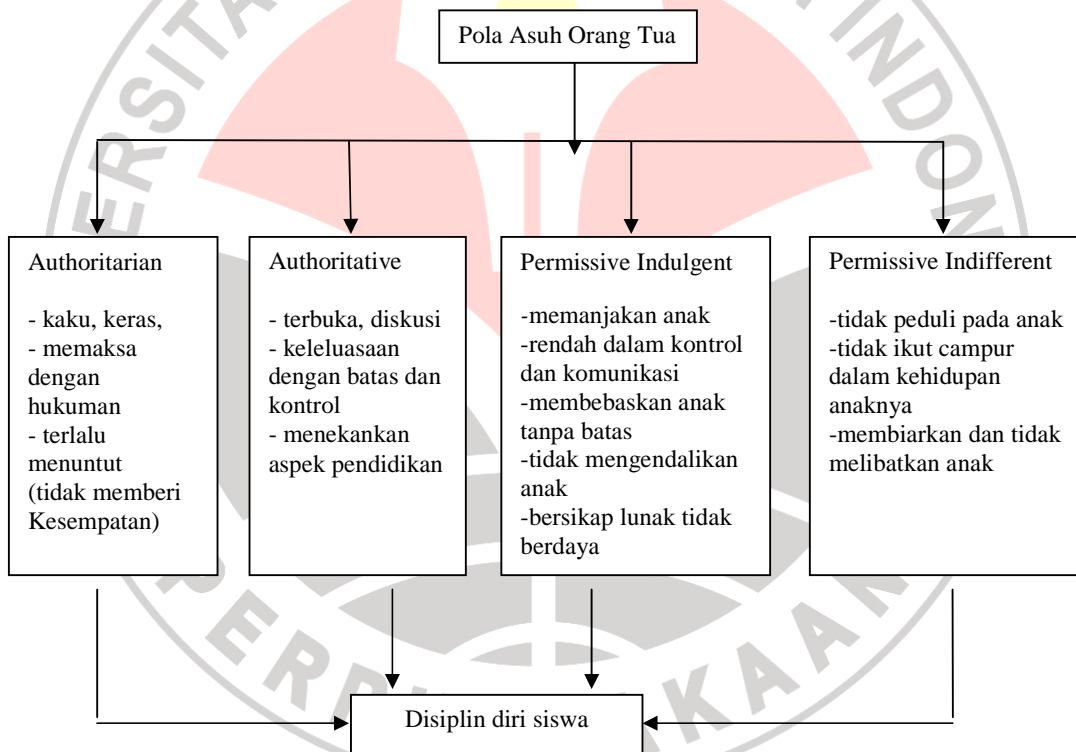 Pola Asuh Orang Tua
Authoritarian
- kaku, keras,
- memaksa
dengan
hukuman
- terlalu
menuntut
(tidak memberi
Kesempatan)
Authoritative
- terbuka, diskusi
- keleluasaan
dengan batas dan
kontrol
- menekankan
aspek pendidikan
Permissive Indulgent
-memanjakan anak
-rendah dalam kontrol
dan komunikasi
-membebaskan anak
tanpa batas
-tidak mengendalikan
anak
-bersikap lunak tidak
berdaya
Permissive Indifferent
-tidak peduli pada anak
-tidak ikut campur
dalam kehidupan
anaknya
-membiarkan dan tidak
melibatkan anak
Disiplin diri siswa